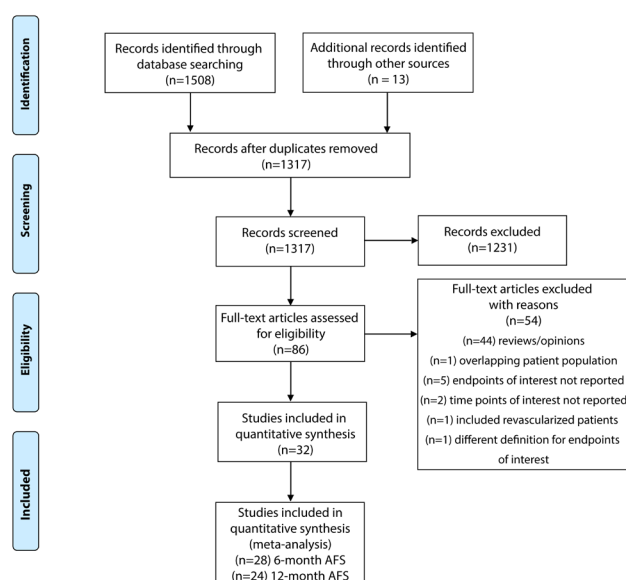 Identification
Records identified through
database searching
(n=1508)
Additional records identified
through other sources
(n = 13)
Records after duplicates removed
(n=1317)
Screening
Records screened
(n=1317)
Records excluded
(n=1231)
Eligibility
Full-text articles assessed
for eligibility
(n=86)
Full-text articles excluded
with reasons
(n=54)
(n=44) reviews/opinions
(n=1) overlapping patient population
(n=5) endpoints of interest not reported
(n=2) time points of interest not reported
(n=1) included revascularized patients
(n=1) different definition for endpoints
of interest
Studies included in
quantitative synthesis
(n=32)
Included
Studies included in
quantitative synthesis
(meta-analysis)
(n=28) 6-month AFS
(n=24) 12-month AFS